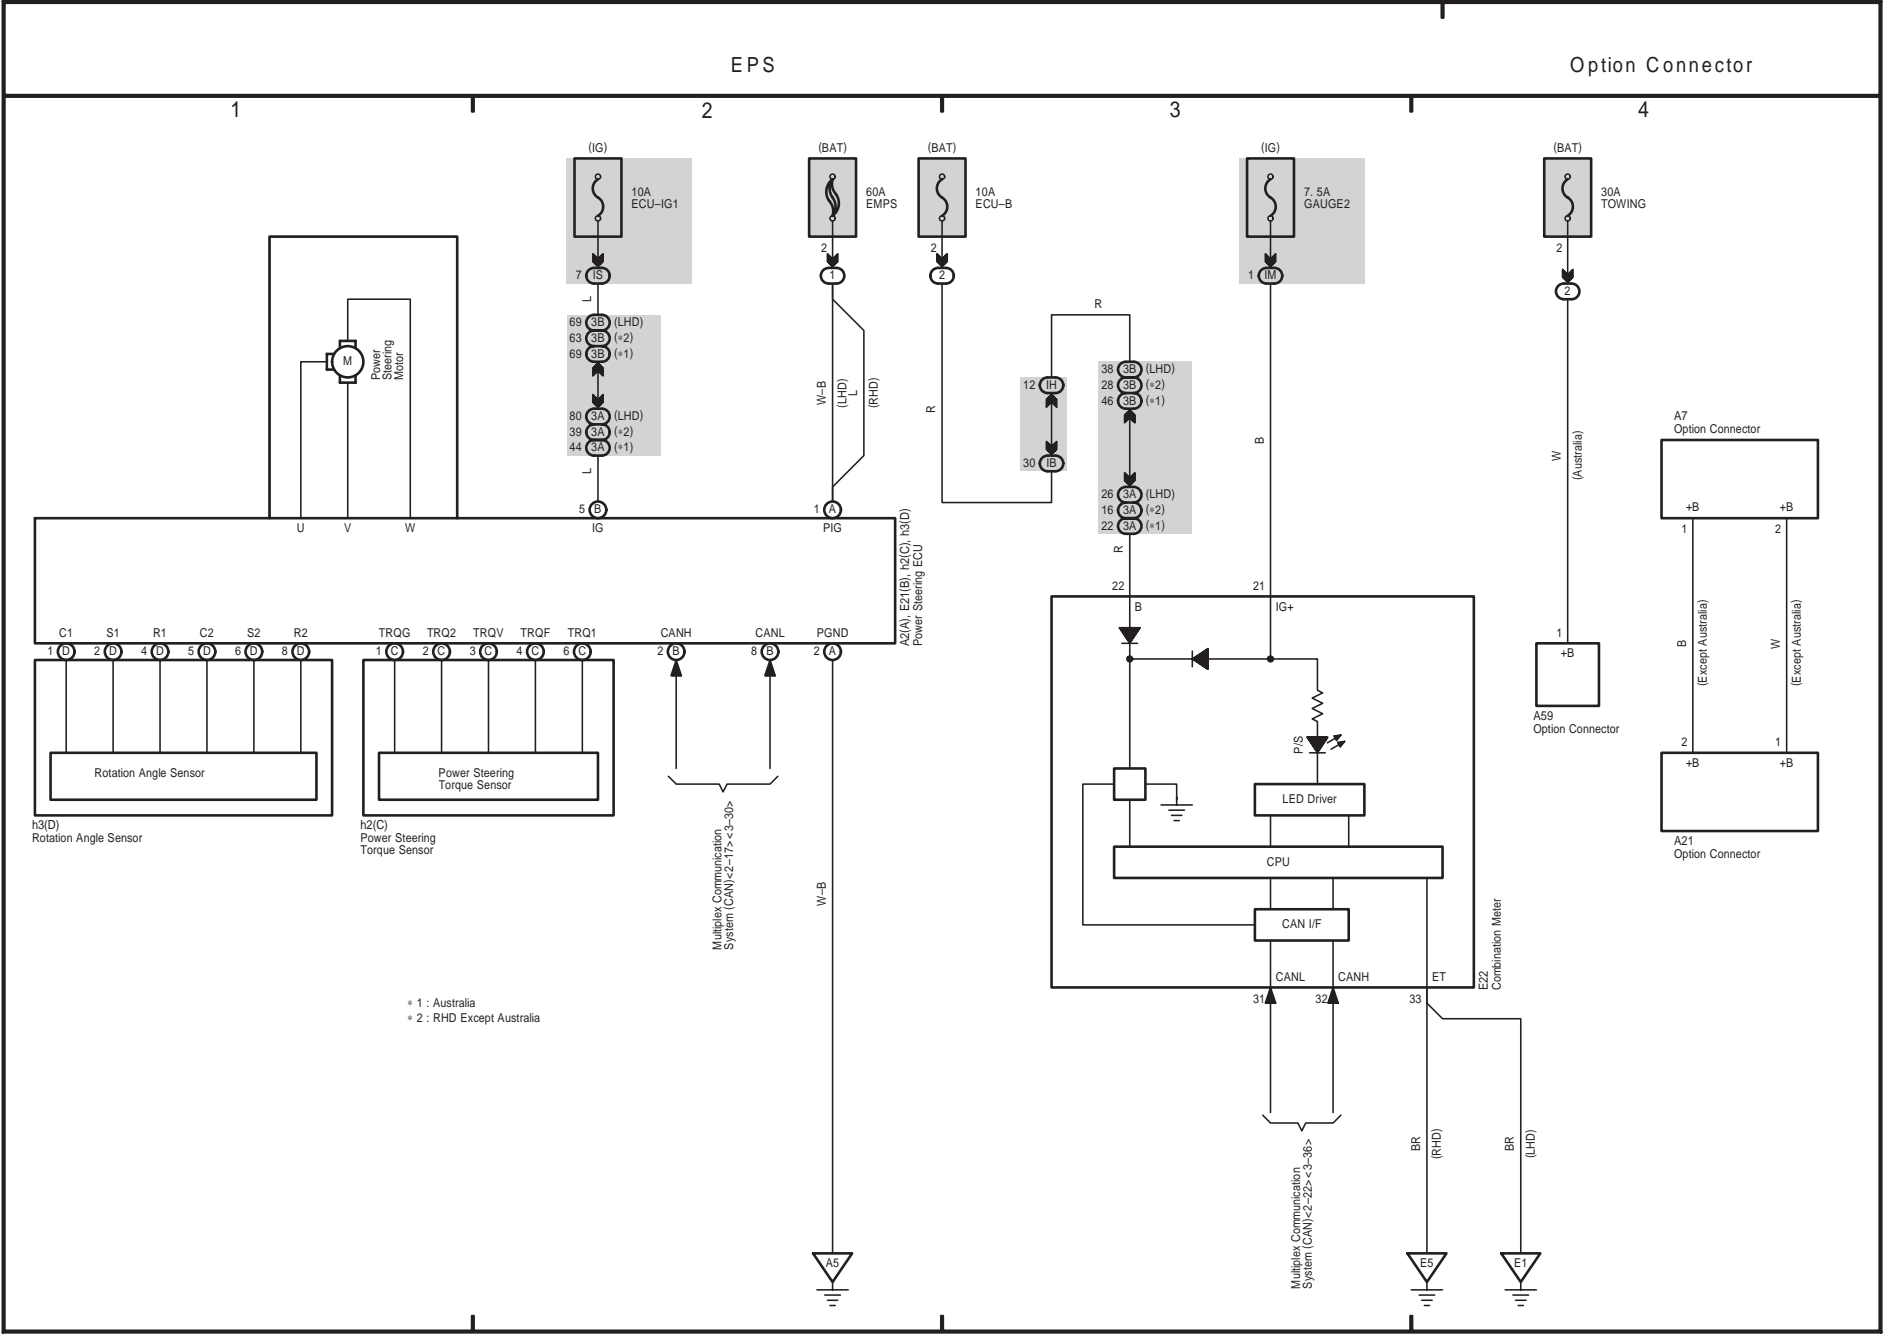 EPS
Option Connector
1
2
3
4
(IG)
10A
ECU–IG1
7 IS
L
69 3B (LHD)
63 3B (∗2)
69 3B (∗1)
80 3A (LHD)
39 3A (∗2)
44 3A (∗1)
L
5 B
IG
(BAT)
60A
EMPS
2
1
W–B
(LHD)
L
(RHD)
1 A
PIG
(BAT)
10A
ECU–B
2
2
R
R
12 IH
30 IB
38 3B (LHD)
28 3B (∗2)
46 3B (∗1)
26 3A (LHD)
16 3A (∗2)
22 3A (∗1)
R
22
B
(IG)
7. 5A
GAUGE2
1 IM
B
21
IG+
(BAT)
30A
TOWING
2
2
W
(Australia)
1
+B
A59
Option Connector
A7
Option Connector
+B +B
1 2
B
(Except Australia)
W
(Except Australia)
2 1
+B +B
A21
Option Connector
M
Power
Steering
Motor
U V W
A2(A), E21(B), h2(C), h3(D)
Power Steering ECU
C1 S1 R1 C2 S2 R2
TRQG TRQ2 TRQV TRQF TRQ1
CANH CANL PGND
1 D 2 D 4 D 5 D 6 D 8 D
1 C 2 C 3 C 4 C 6 C
2 B 8 B 2 A
Rotation Angle Sensor
h3(D)
Rotation Angle Sensor
Power Steering
Torque Sensor
h2(C)
Power Steering
Torque Sensor
Multiplex Communication
System (CAN)<2–17><3–30>
W–B
A5
∗ 1 : Australia
∗ 2 : RHD Except Australia
P/S
LED Driver
CPU
CAN I/F
CANL CANH ET
E22
Combination Meter
31 32 33
Multiplex Communication
System (CAN)<2–22><3–36>
BR
(RHD)
BR
(LHD)
E5
E1